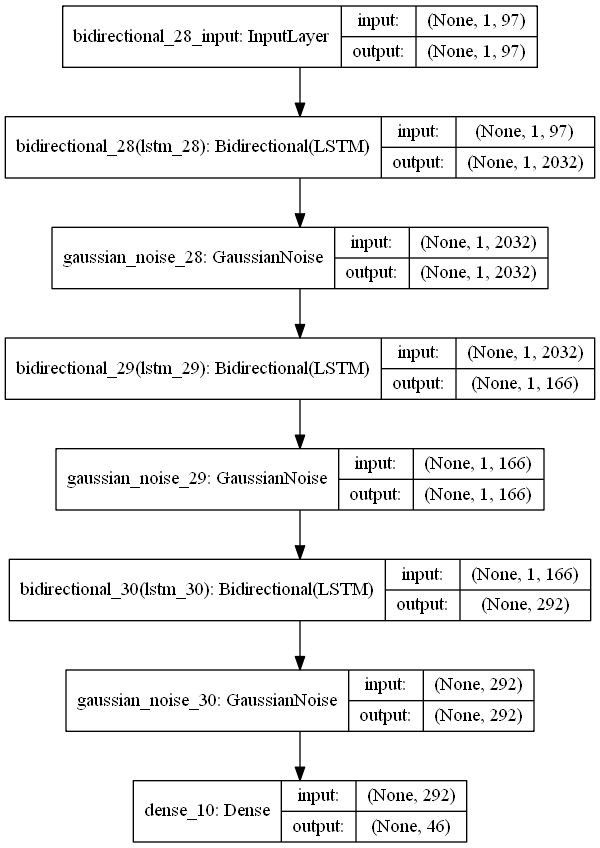 bidirectional_28_input: InputLayer
input: (None, 1, 97)
output: (None, 1, 97)
bidirectional_28(lstm_28): Bidirectional(LSTM)
input: (None, 1, 97)
output: (None, 1, 2032)
gaussian_noise_28: GaussianNoise
input: (None, 1, 2032)
output: (None, 1, 2032)
bidirectional_29(lstm_29): Bidirectional(LSTM)
input: (None, 1, 2032)
output: (None, 1, 166)
gaussian_noise_29: GaussianNoise
input: (None, 1, 166)
output: (None, 1, 166)
bidirectional_30(lstm_30): Bidirectional(LSTM)
input: (None, 1, 166)
output: (None, 292)
gaussian_noise_30: GaussianNoise
input: (None, 292)
output: (None, 292)
dense_10: Dense
input: (None, 292)
output: (None, 46)